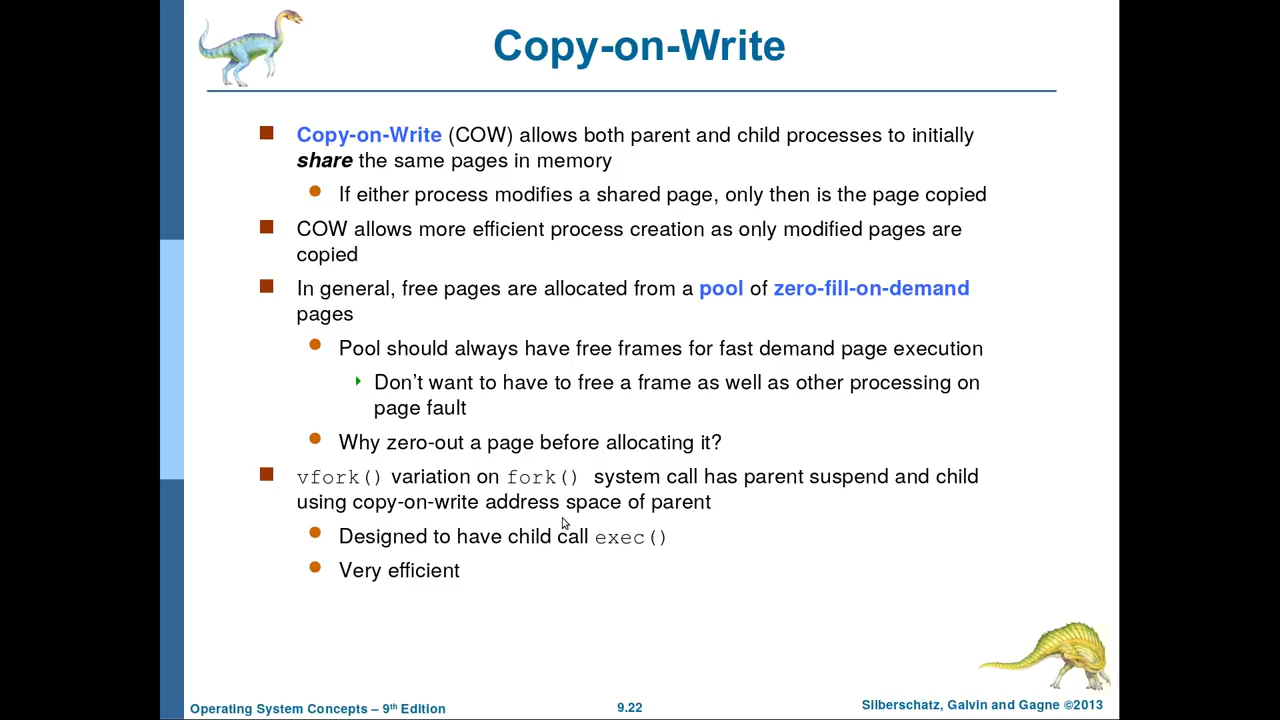 Copy-on-Write
Copy-on-Write (COW) allows both parent and child processes to initially
share the same pages in memory
If either process modifies a shared page, only then is the page copied
COW allows more efficient process creation as only modified pages are
copied
In general, free pages are allocated from a pool of zero-fill-on-demand
pages
Pool should always have free frames for fast demand page execution
Don’t want to have to free a frame as well as other processing on
page fault
Why zero-out a page before allocating it?
vfork() variation on fork() system call has parent suspend and child
using copy-on-write address space of parent
Designed to have child call exec()
Very efficient
Operating System Concepts – 9th Edition
9.22
Silberschatz, Galvin and Gagne ©2013